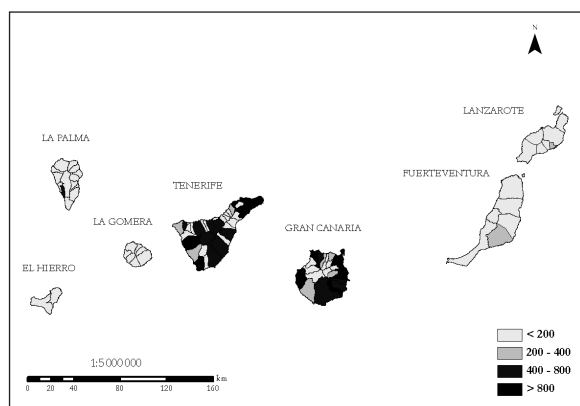 N
LANZAROTE
LA PALMA
FUERTEVENTURA
TENERIFE
LA GOMERA
GRAN CANARIA
EL HIERRO
< 200
200 - 400
400 - 800
> 800
1:5 000 000
km
0 20 40 80 120 160